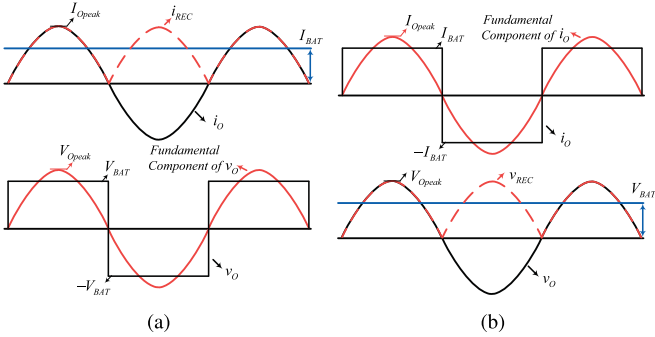 I_Opeak
i_REC
I_BAT
i_O
V_Opeak
V_BAT
Fundamental
Component of v_O
−V_BAT
v_O
(a)
I_Opeak
I_BAT
Fundamental
Component of i_O
−I_BAT
i_O
V_Opeak
v_REC
V_BAT
v_O
(b)